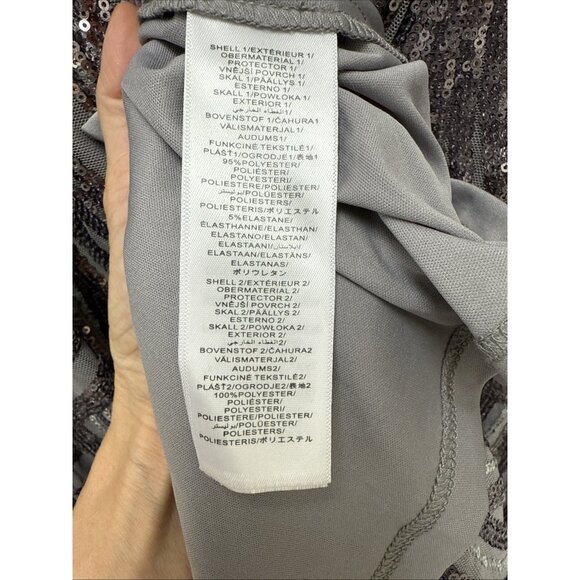 SHELL 1/EXTÉRIEUR 1/
OBERMATERIAL 1/
PROTECTOR 1/
VNĚJŠÍ POVRCH 1/
SKAL 1/PÄÄLLYS 1/
ESTERNO 1/
SKALL 1/POWŁOKA 1/
EXTERIOR 1/
الغطاء الخارجي 1/
BOVENSTOF 1/ČAHURA1
VÄLISMATERJAL 1/
AUDUMS1/
FUNKCINĖ TEKSTILĖ1/
PLÁŠŤ1/OGRODJE1/表地1
95%POLYESTER/
POLIÉSTER/
POLYESTERI/
POLIESTERE/POLIESTER/
بوليستر/POLÜESTER/
POLIESTERS/
POLIESTERIS/ポリエステル
5%ELASTANE/
ÉLASTHANNE/ELASTHAN/
ELASTANO/ELASTAN/
ELASTAANI/ايلاستان/
ELASTAAN/ELASTĀNS/
ELASTANAS/
ポリウレタン
SHELL 2/EXTÉRIEUR 2/
OBERMATERIAL 2/
PROTECTOR 2/
VNĚJŠÍ POVRCH 2/
SKAL 2/PÄÄLLYS 2/
ESTERNO 2/
SKALL 2/POWŁOKA 2/
EXTERIOR 2/
الغطاء الخارجي 2/
BOVENSTOF 2/ČAHURA2
VÄLISMATERJAL 2/
AUDUMS2/
FUNKCINĖ TEKSTILĖ2/
PLÁŠŤ2/OGRODJE2/表地2
100%POLYESTER/
POLIÉSTER/
POLYESTERI/
POLIESTERE/POLIESTER/
بوليستر/POLÜESTER/
POLIESTERS/
POLIESTERIS/ポリエステル